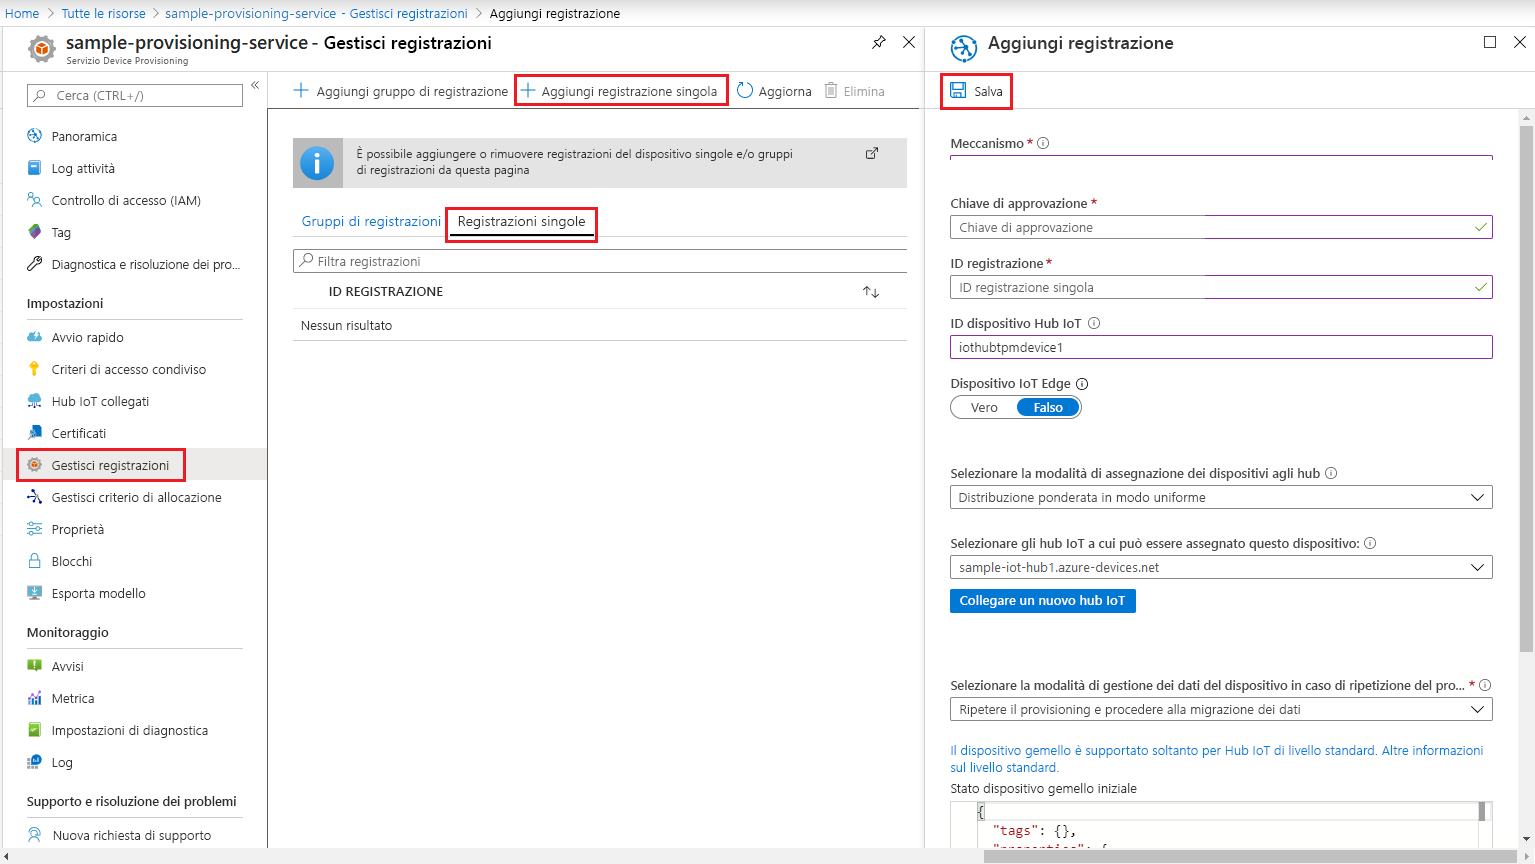 Home > Tutte le risorse > sample-provisioning-service - Gestisci registrazioni > Aggiungi registrazione
sample-provisioning-service - Gestisci registrazioni
Servizio Device Provisioning
Cerca (CTRL+/)
Panoramica
Log attività
Controllo di accesso (IAM)
Tag
Diagnostica e risoluzione dei pro...
Impostazioni
Avvio rapido
Criteri di accesso condiviso
Hub IoT collegati
Certificati
Gestisci registrazioni
Gestisci criterio di allocazione
Proprietà
Blocchi
Esporta modello
Monitoraggio
Avvisi
Metrica
Impostazioni di diagnostica
Log
Supporto e risoluzione dei problemi
Nuova richiesta di supporto
Aggiungi gruppo di registrazione Aggiungi registrazione singola Aggiorna Elimina
È possibile aggiungere o rimuovere registrazioni del dispositivo singole e/o gruppi
di registrazioni da questa pagina
Gruppi di registrazioni Registrazioni singole
Filtra registrazioni
ID REGISTRAZIONE
Nessun risultato
Aggiungi registrazione
Salva
Meccanismo *
Chiave di approvazione *
Chiave di approvazione
ID registrazione *
ID registrazione singola
ID dispositivo Hub IoT
iothubtpmdevice1
Dispositivo IoT Edge
Vero Falso
Selezionare la modalità di assegnazione dei dispositivi agli hub
Distribuzione ponderata in modo uniforme
Selezionare gli hub IoT a cui può essere assegnato questo dispositivo:
sample-iot-hub1.azure-devices.net
Collegare un nuovo hub IoT
Selezionare la modalità di gestione dei dati del dispositivo in caso di ripetizione del pro... *
Ripetere il provisioning e procedere alla migrazione dei dati
Il dispositivo gemello è supportato soltanto per Hub IoT di livello standard. Altre informazioni
sul livello standard.
Stato dispositivo gemello iniziale
{
"tags": {},